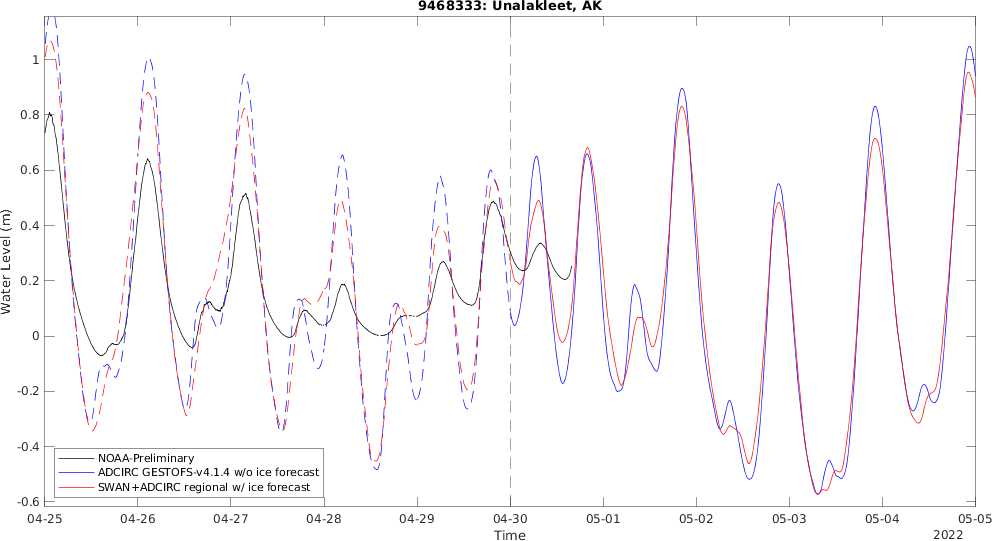 9468333: Unalakleet, AK
Water Level (m)
1
0.8
0.6
0.4
0.2
0
-0.2
-0.4
-0.6
NOAA-Preliminary
ADCIRC GESTOFS-v4.1.4 w/o ice forecast
SWAN+ADCIRC regional w/ ice forecast
04-25 04-26 04-27 04-28 04-29 04-30 05-01 05-02 05-03 05-04 05-05
Time
2022